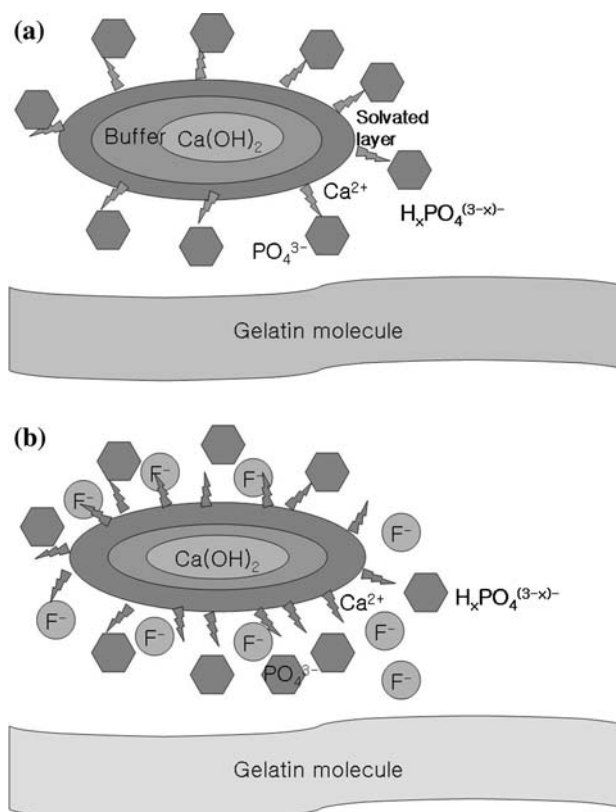 (a)
Solvated
layer
Buffer Ca(OH)₂
Ca²⁺
HₓPO₄⁽³⁻ˣ⁾⁻
PO₄³⁻
Gelatin molecule
(b)
F⁻
F⁻
F⁻
F⁻
Ca(OH)₂
Ca²⁺
HₓPO₄⁽³⁻ˣ⁾⁻
F⁻
F⁻
F⁻
F⁻
PO₄³⁻
F⁻
Gelatin molecule